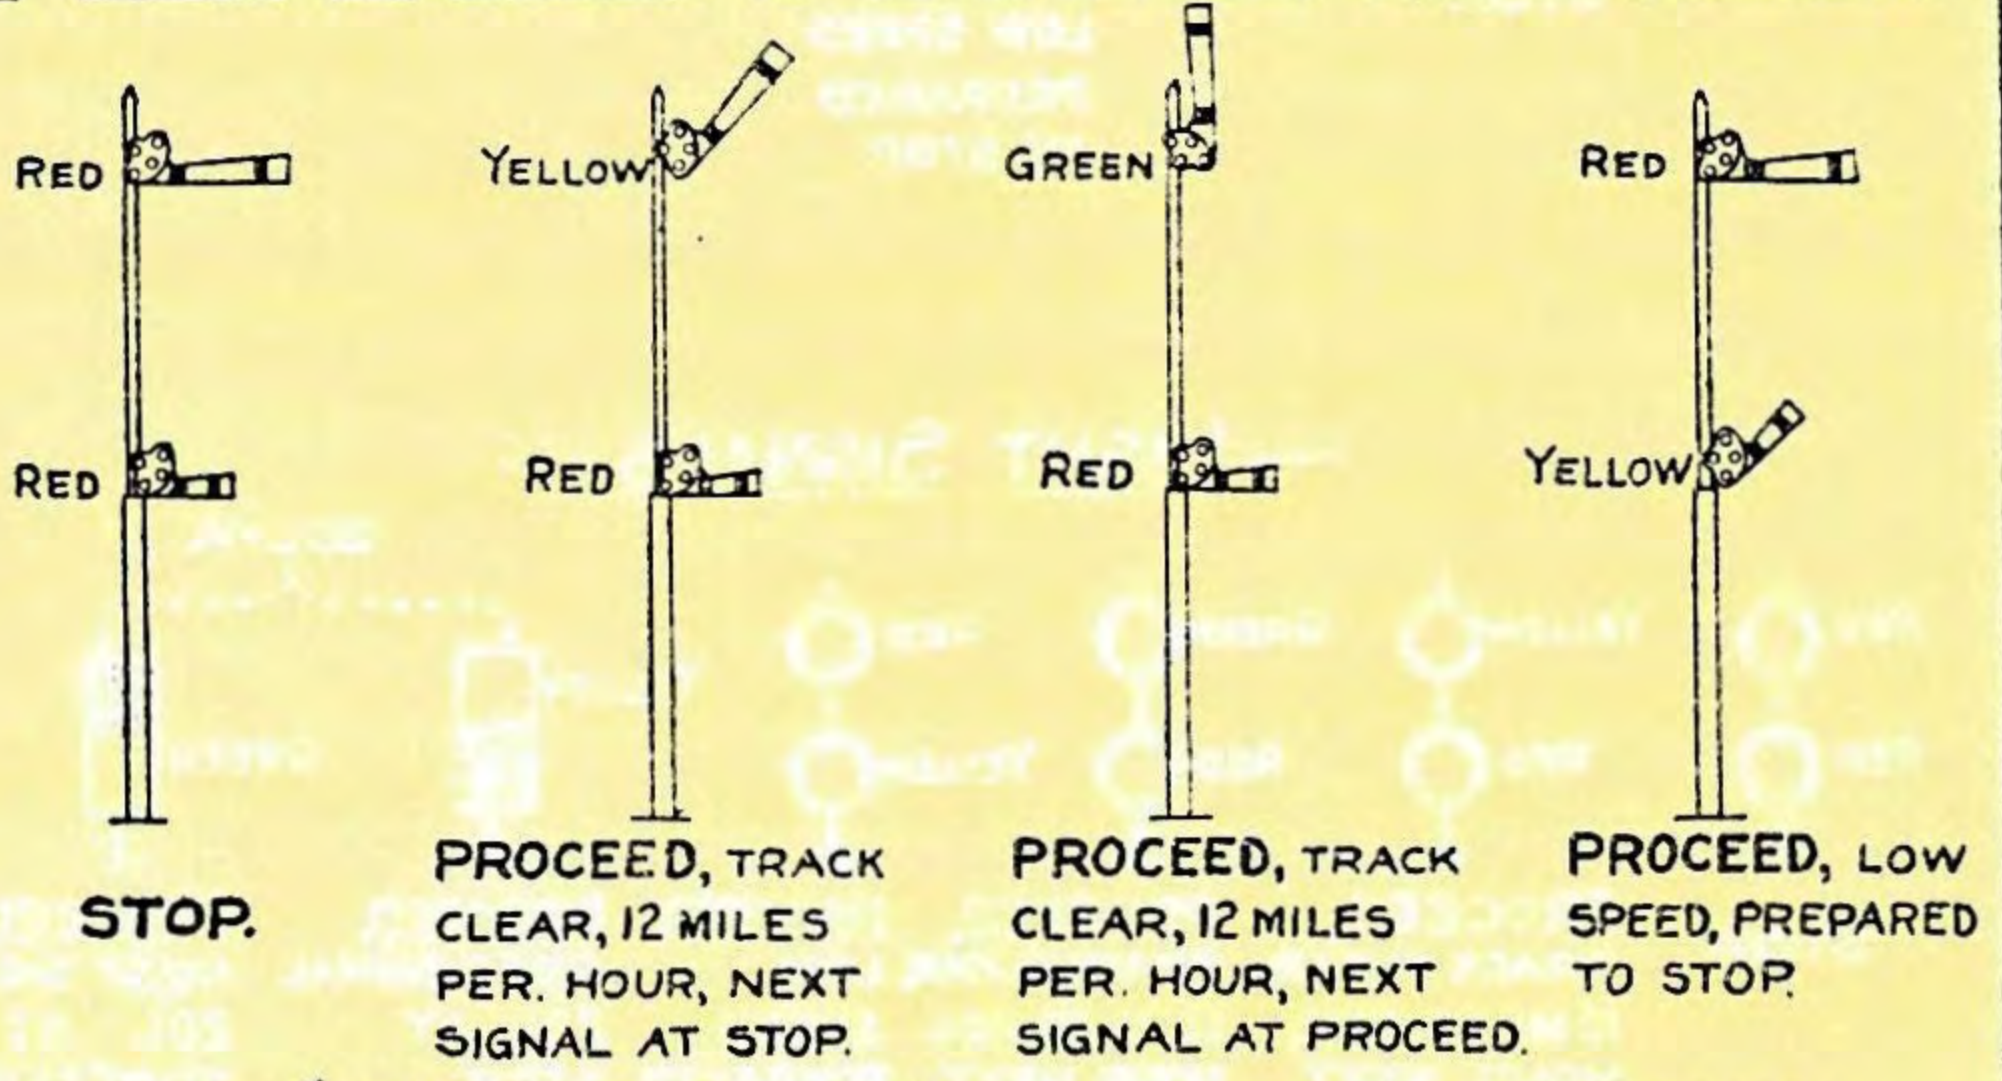 RED
RED
STOP.
YELLOW
RED
PROCEED, TRACK
CLEAR, 12 MILES
PER. HOUR, NEXT
SIGNAL AT STOP.
GREEN
RED
PROCEED, TRACK
CLEAR, 12 MILES
PER. HOUR, NEXT
SIGNAL AT PROCEED.
RED
YELLOW
PROCEED, LOW
SPEED, PREPARED
TO STOP.